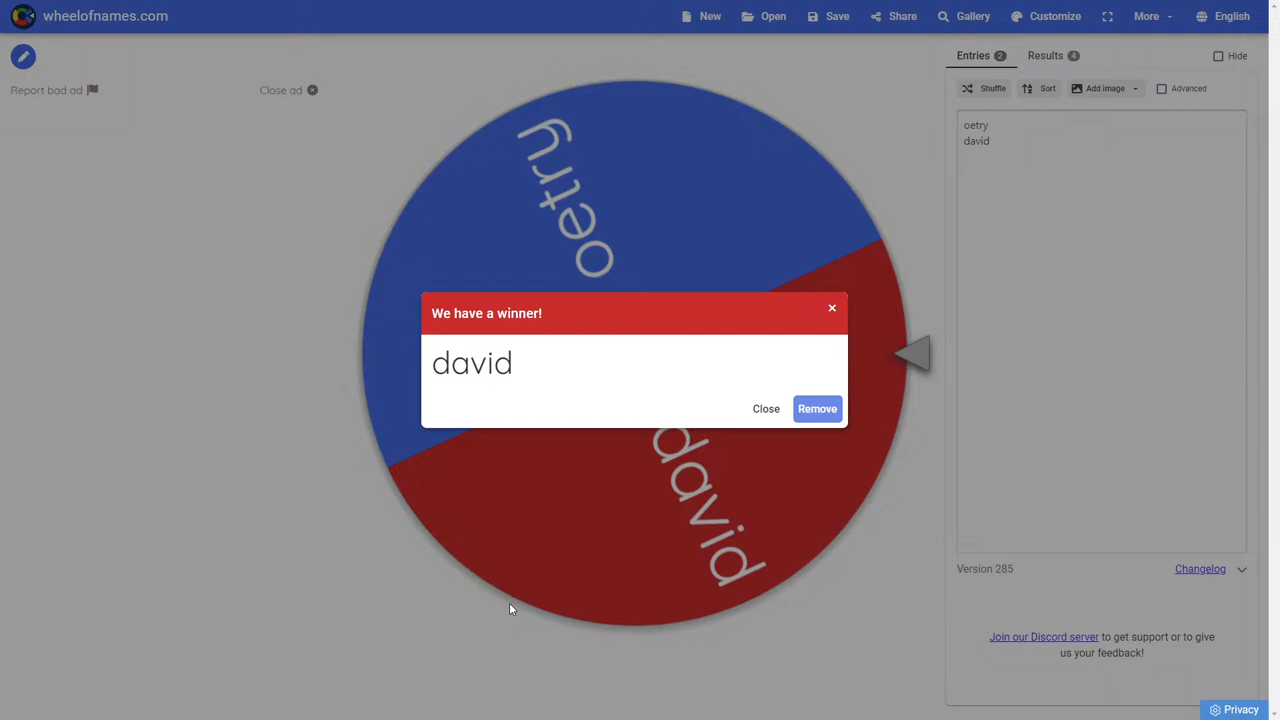 wheelofnames.com
New Open Save Share Gallery Customize More English
Report bad ad Close ad
Entries 2 Results 4 Hide
Shuffle Sort Add image Advanced
oetry
david
oetry
We have a winner!
david
Close Remove
david
Version 285 Changelog
Join our Discord server to get support or to give
us your feedback!
Privacy